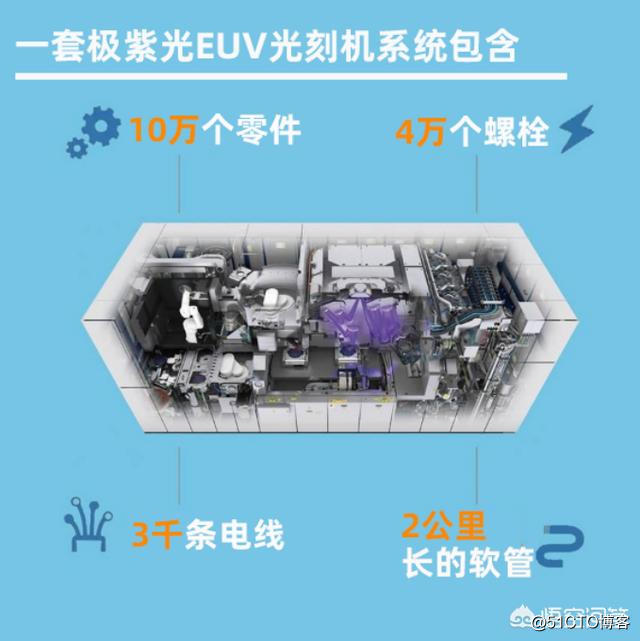 一套极紫光EUV光刻机系统包含
10万个零件
4万个螺栓
3千条电线
2公里
长的软管
悟空问答
@51CTO博客